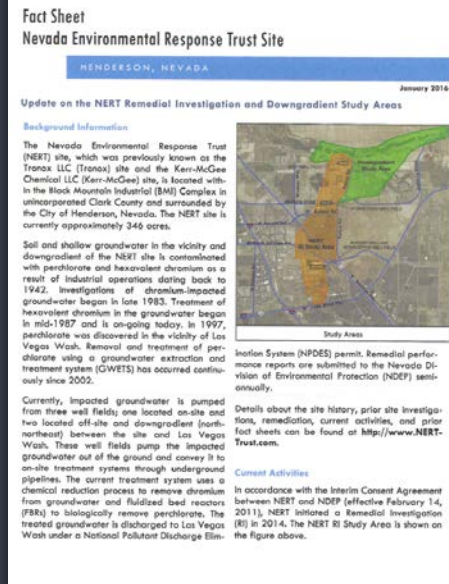 Fact Sheet
Nevada Environmental Response Trust Site
HENDERSON, NEVADA
January 2016
Update on the NERT Remedial Investigation and Downgradient Study Areas
Background Information
The Nevada Environmental Response Trust
(NERT) site, which was previously known as the
Tronox LLC (Tronox) site and the Kerr-McGee
Chemical LLC (Kerr-McGee) site, is located with-
in the Black Mountain Industrial (BMI) Complex in
unincorporated Clark County and surrounded by
the City of Henderson, Nevada. The NERT site is
currently approximately 346 acres.
Soil and shallow groundwater in the vicinity and
downgradient of the NERT site is contaminated
with perchlorate and hexavalent chromium as a
result of industrial operations dating back to
1942. Investigations of chromium-impacted
groundwater began in late 1983. Treatment of
hexavalent chromium in the groundwater began
in mid-1987 and is on-going today. In 1997,
perchlorate was discovered in the vicinity of Las
Vegas Wash. Removal and treatment of per-
chlorate using a groundwater extraction and
treatment system (GWETS) has occurred continu-
ously since 2002.
Currently, impacted groundwater is pumped
from three well fields; one located on-site and
two located off-site and downgradient (north-
northeast) between the site and Las Vegas
Wash. These well fields pump the impacted
groundwater out of the ground and convey it to
on-site treatment systems through underground
pipelines. The current treatment system uses a
chemical reduction process to remove chromium
from groundwater and fluidized bed reactors
(FBRs) to biologically remove perchlorate. The
treated groundwater is discharged to Las Vegas
Wash under a National Pollutant Discharge Elim-
Downgradient
Study Area
NERT
RI Study Area
Study Areas
ination System (NPDES) permit. Remedial perfor-
mance reports are submitted to the Nevada Di-
vision of Environmental Protection (NDEP) semi-
annually.
Details about the site history, prior site investiga-
tions, remediation, current activities, and prior
fact sheets can be found at http://www.NERT-
Trust.com.
Current Activities
In accordance with the Interim Consent Agreement
between NERT and NDEP (effective February 14,
2011), NERT initiated a Remedial Investigation
(RI) in 2014. The NERT RI Study Area is shown on
the figure above.